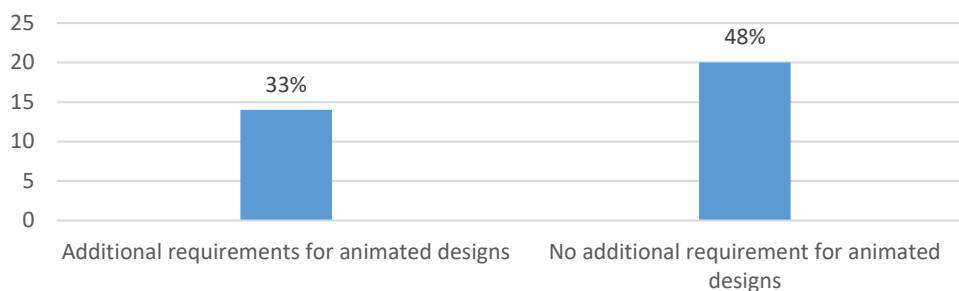 25
48%
20
33%
15
10
5
0
Additional requirements for animated designs
No additional requirement for animated
designs